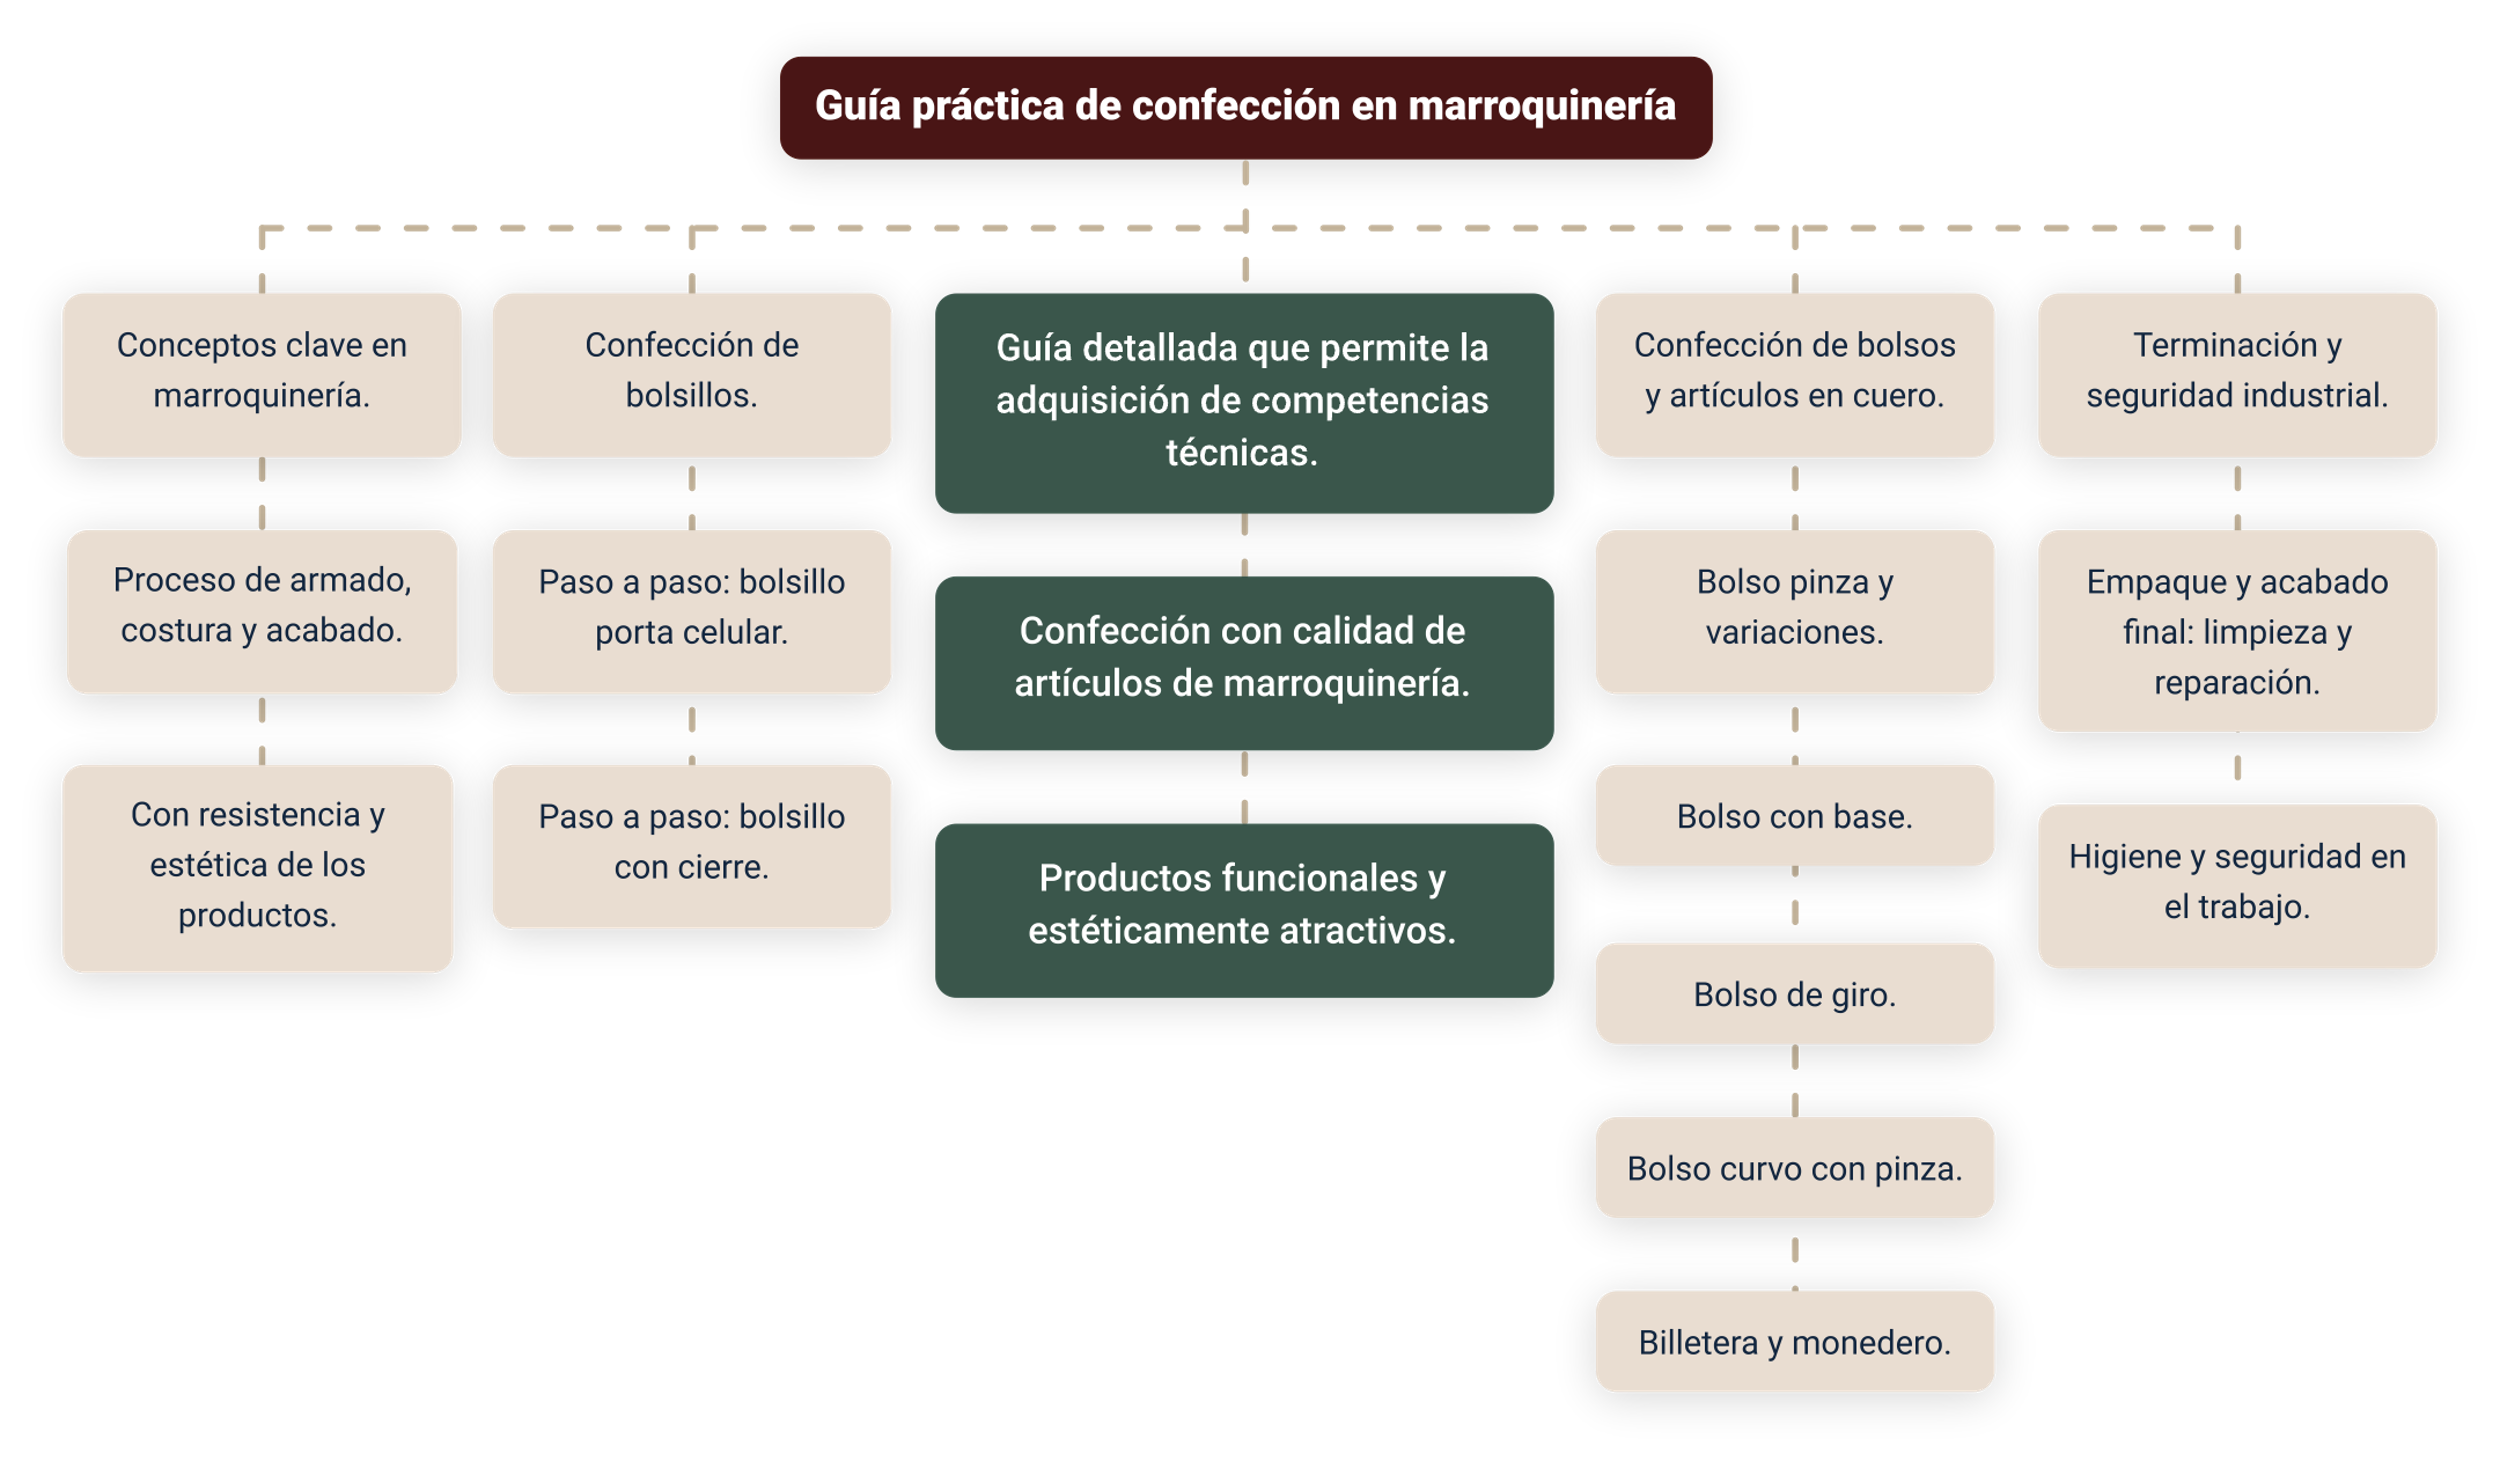 Guía práctica de confección en marroquinería
Conceptos clave en
marroquinería.
Proceso de armado,
costura y acabado.
Con resistencia y
estética de los
productos.
Confección de
bolsillos.
Paso a paso: bolsillo
porta celular.
Paso a paso: bolsillo
con cierre.
Guía detallada que permite la
adquisición de competencias
técnicas.
Confección con calidad de
artículos de marroquinería.
Productos funcionales y
estéticamente atractivos.
Confección de bolsos
y artículos en cuero.
Bolso pinza y
variaciones.
Bolso con base.
Bolso de giro.
Bolso curvo con pinza.
Billetera y monedero.
Terminación y
seguridad industrial.
Empaque y acabado
final: limpieza y
reparación.
Higiene y seguridad en
el trabajo.